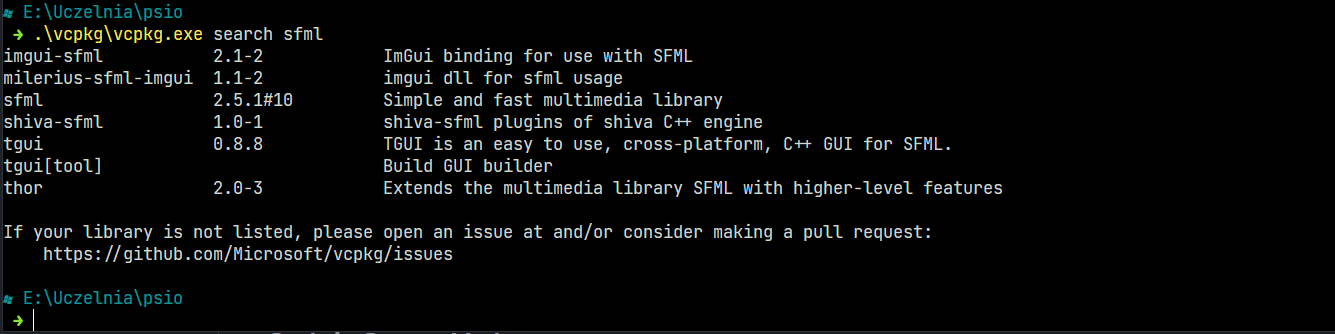 E:\Uczelnia\psio
➜ .\vcpkg\vcpkg.exe search sfml
imgui-sfml 2.1-2 ImGui binding for use with SFML
milerius-sfml-imgui 1.1-2 imgui dll for sfml usage
sfml 2.5.1#10 Simple and fast multimedia library
shiva-sfml 1.0-1 shiva-sfml plugins of shiva C++ engine
tgui 0.8.8 TGUI is an easy to use, cross-platform, C++ GUI for SFML.
tgui[tool] Build GUI builder
thor 2.0-3 Extends the multimedia library SFML with higher-level features
If your library is not listed, please open an issue at and/or consider making a pull request:
https://github.com/Microsoft/vcpkg/issues
E:\Uczelnia\psio
➜